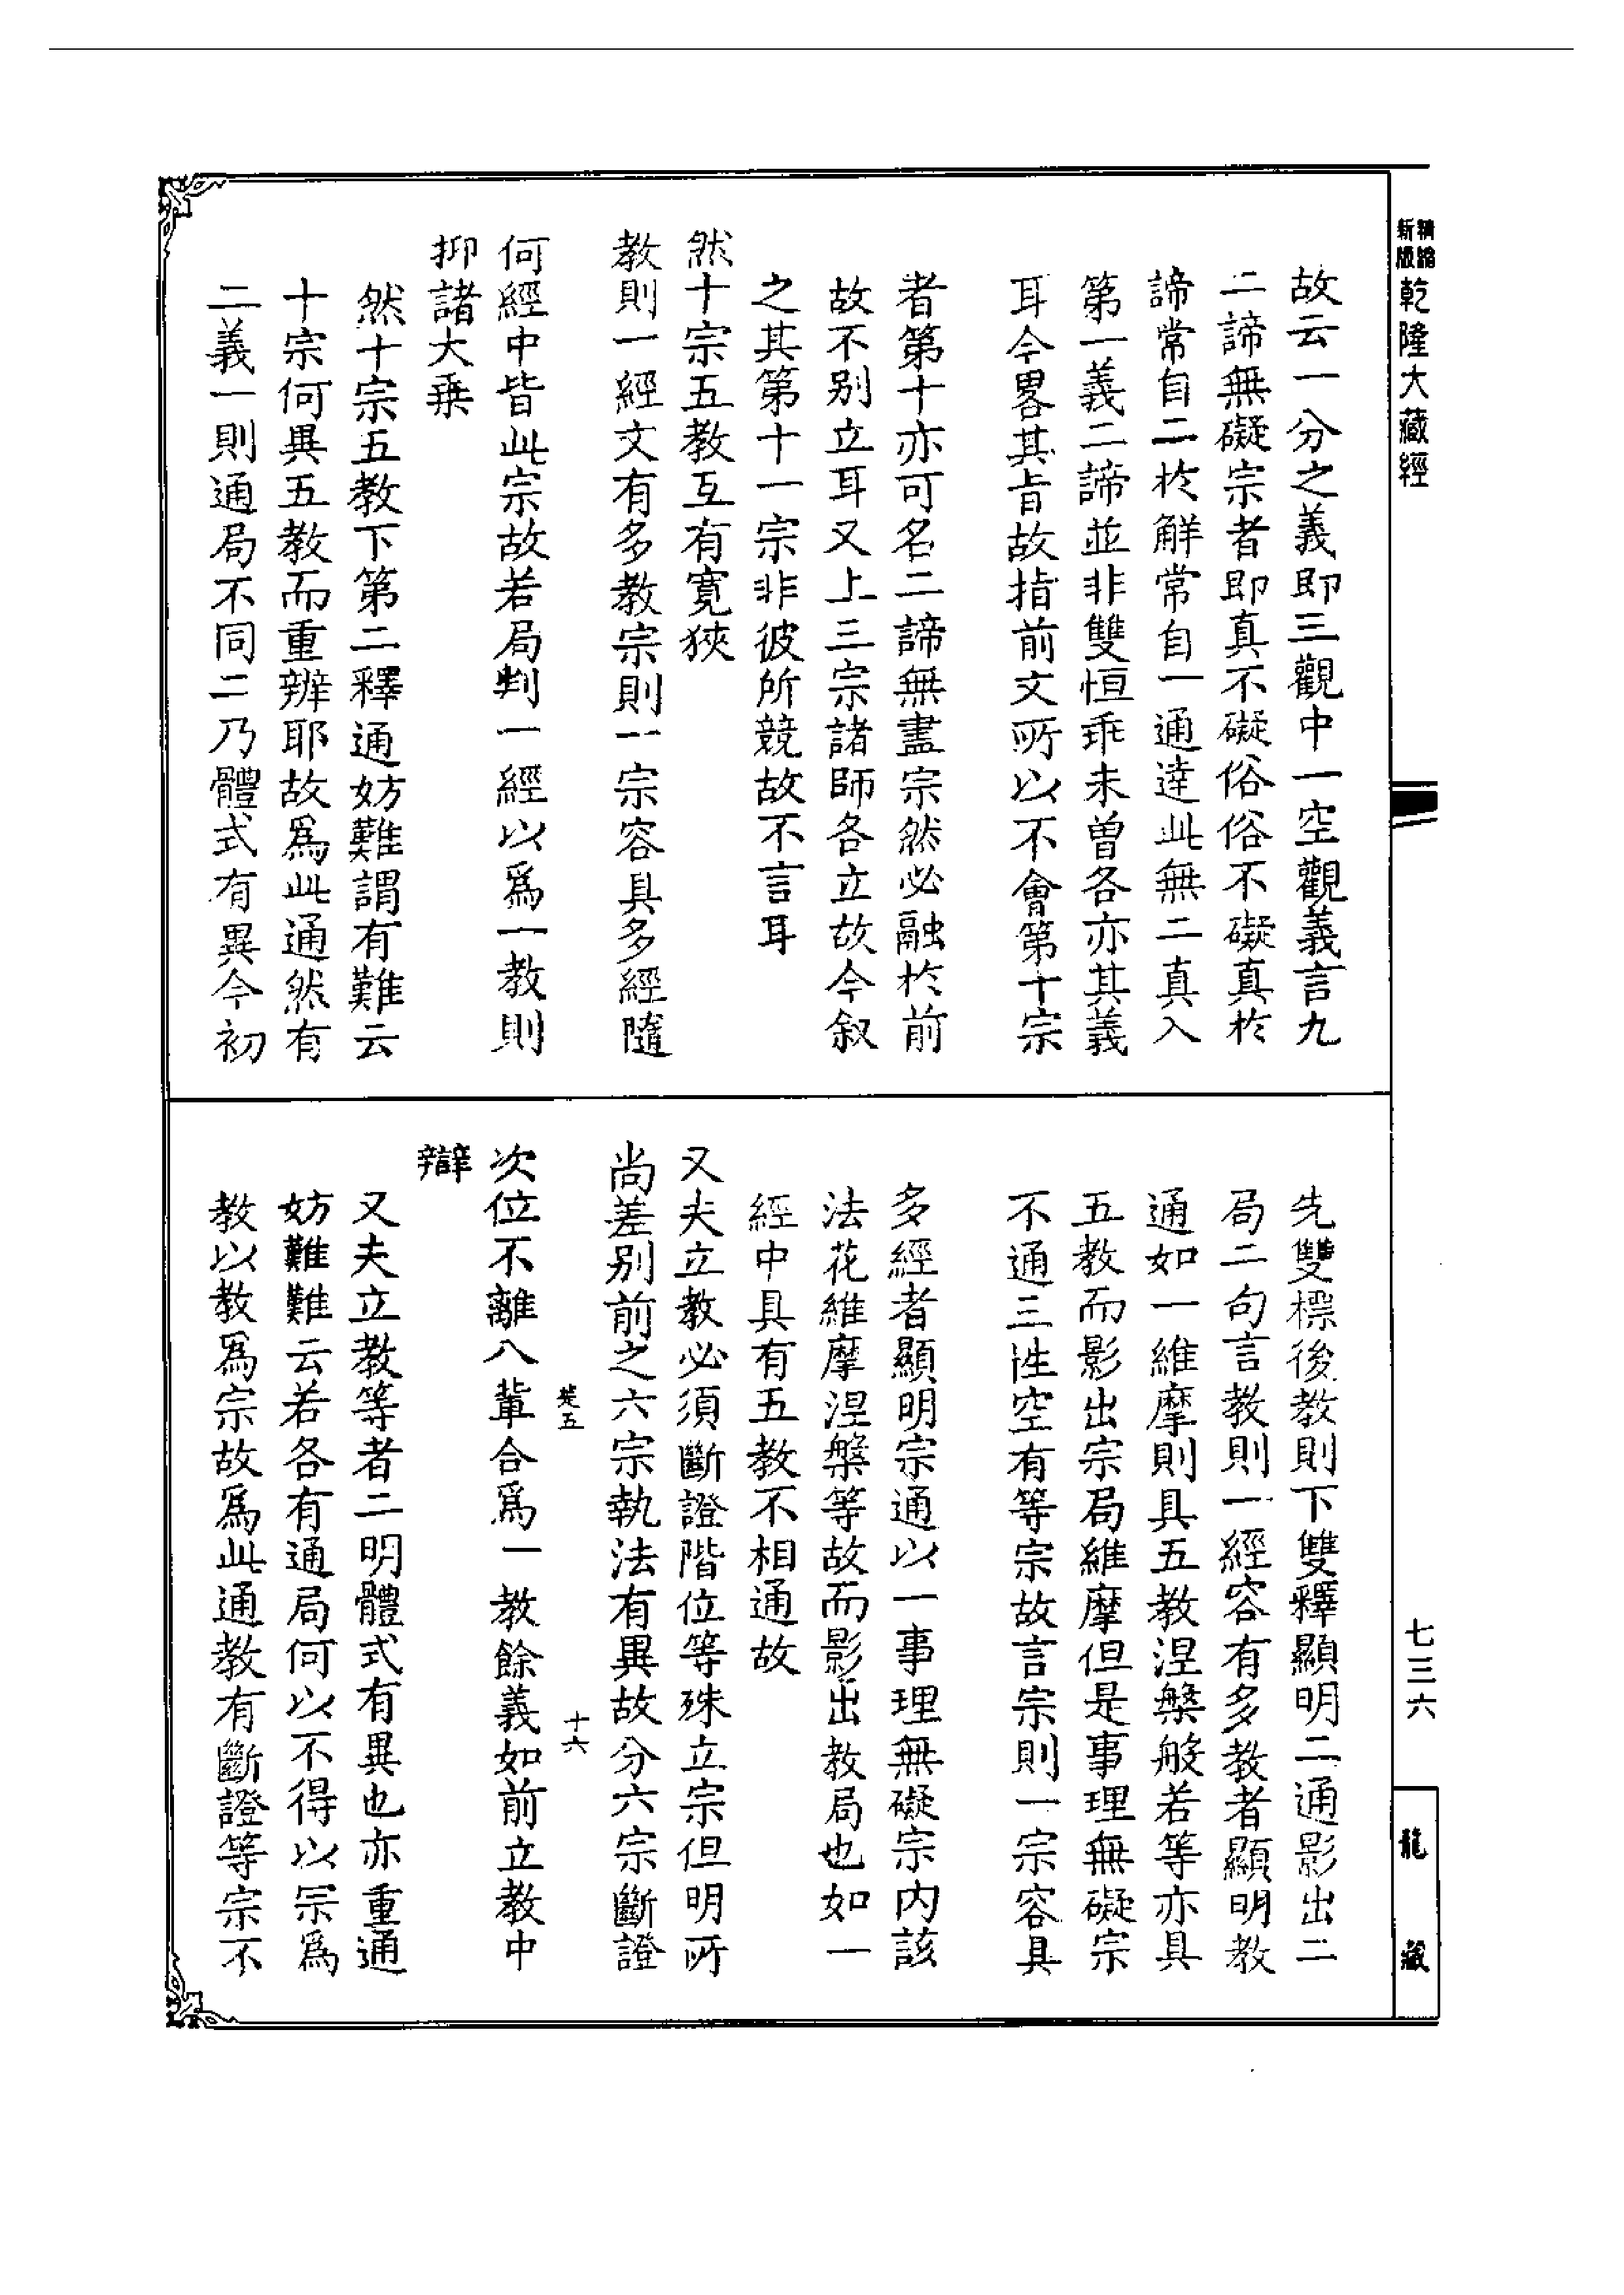 精縮新版乾隆大藏經
故云一分之義即三觀中一空觀義言九
二諦無礙宗者即真不礙俗俗不礙真於
諦常自二於解常自一通達此無二真入
第一義二諦並非雙恒乖未曾各亦其義
耳今畧其旨故指前文所以不會第十宗
者第十亦可名二諦無盡宗然必融於前
故不別立耳又上三宗諸師各立故今叙
之其第十一宗非彼所競故不言耳
然十宗五教互有寬狹
教則一經文有多教宗則一宗容具多經隨
何經中皆此宗故若局判一經以爲一教則
抑諸大乗
然十宗五教下第二釋通妨難謂有難云
十宗何異五教而重辨耶故爲此通然有
二義一則通局不同二乃體式有異今初
先雙標後教則下雙釋顯明二通影出二
局二句言教則一經容有多教者顯明教
通如一維摩則具五教涅槃般若等亦具
五教而影出宗局維摩但是事理無礙宗
不通三性空有等宗故言宗則一宗容具
多經者顯明宗通以一事理無礙宗內該
法花維摩涅槃等故而影出教局也如一
經中具有五教不相通故
又夫立教必須斷證階位等殊立宗但明所
尚差別前之六宗執法有異故分六宗斷證
楚五 十六
次位不離八軰合爲一教餘義如前立教中
辯
又夫立教等者二明體式有異也亦重通
妨難難云若各有通局何以不得以宗爲
教以教爲宗故爲此通教有斷證等宗不
七三六
龍藏